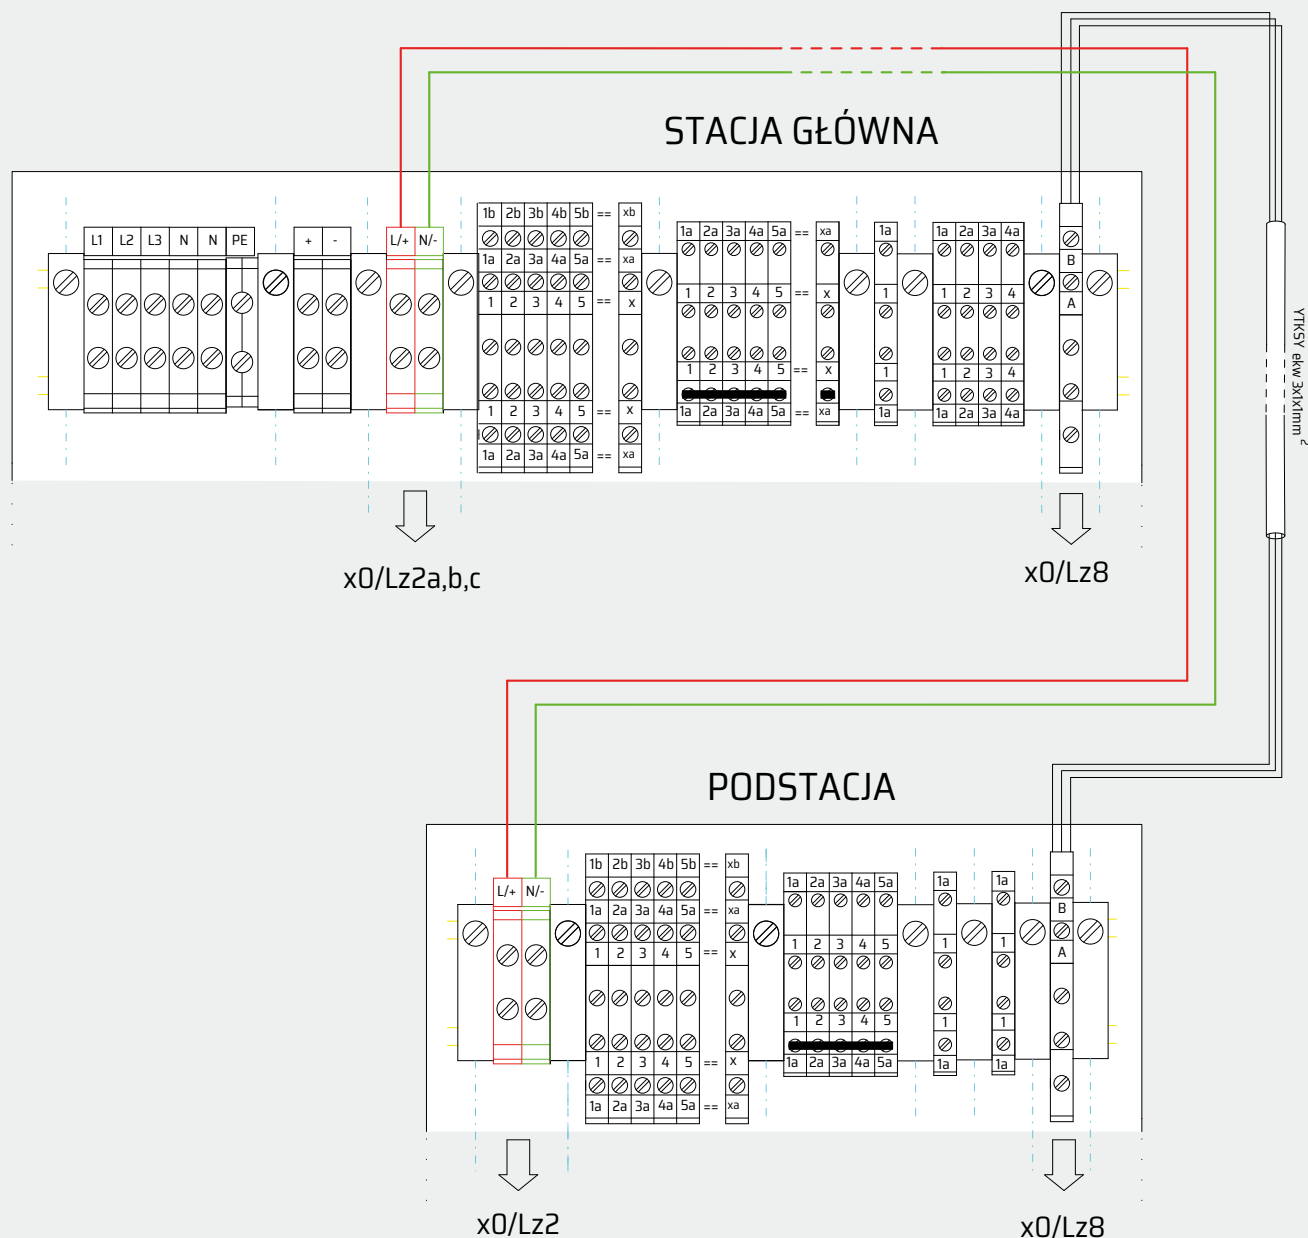 STACJA GŁÓWNA
1b 2b 3b 4b 5b == xb
L1 L2 L3 N N PE + - L/+ N/- 1a 2a 3a 4a 5a == xa 1a 1a 2a 3a 4a
1a 2a 3a 4a 5a == xa B
1 2 3 4 5 == x 1 2 3 4 5 == x 1 1 2 3 4 A
1 2 3 4 5 == x 1 1 2 3 4
1 2 3 4 5 == x 1a 2a 3a 4a 5a == xa 1a 1a 2a 3a 4a
1a 2a 3a 4a 5a == xa
YTKSY ekw 3x1x1mm²
x0/Lz2a,b,c
x0/Lz8
PODSTACJA
1b 2b 3b 4b 5b == xb
L/+ N/- 1a 2a 3a 4a 5a 1a 1a
1a 2a 3a 4a 5a == xa B
1 2 3 4 5 == x 1 2 3 4 5 1 1 A
1 2 3 4 5 1 1
1 2 3 4 5 == x 1a 2a 3a 4a 5a 1a 1a
1a 2a 3a 4a 5a == xa
x0/Lz2
x0/Lz8